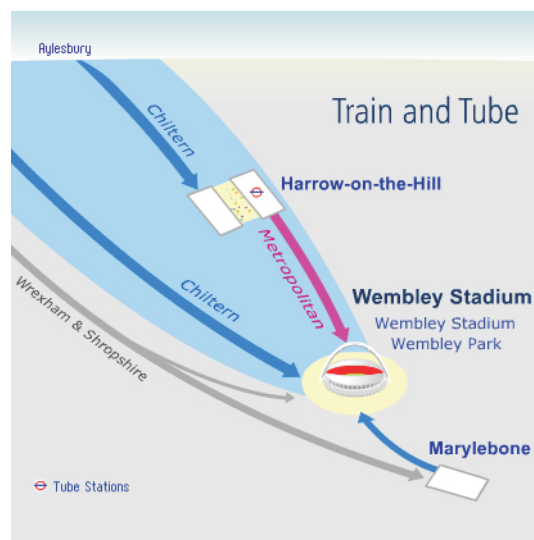 Aylesbury
Train and Tube
Chiltern
Harrow-on-the-Hill
Metropolitan
Chiltern
Wembley Stadium
Wembley Stadium
Wembley Park
Wrexham & Shropshire
Marylebone
Tube Stations